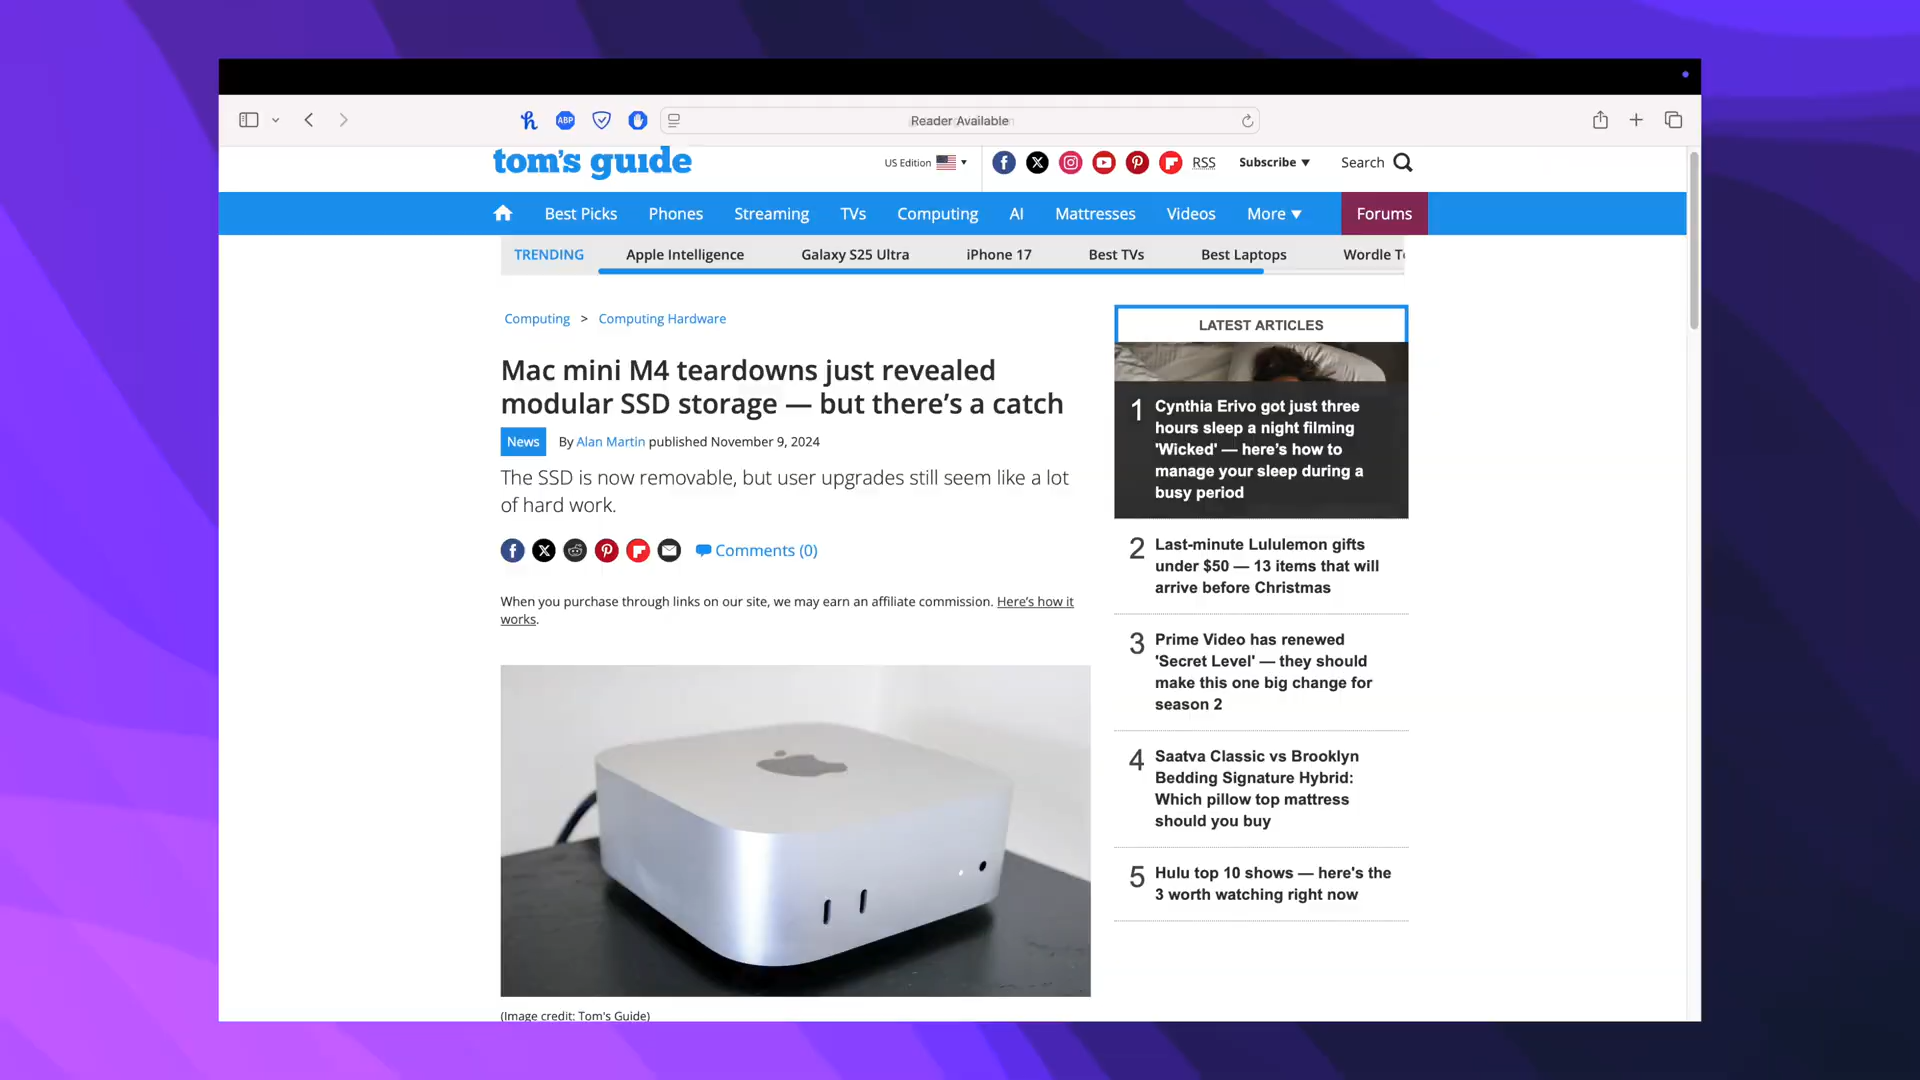 ABP
Reader Available
tom's guide
US Edition
RSS
Subscribe
Search
Best Picks
Phones
Streaming
TVs
Computing
AI
Mattresses
Videos
More
Forums
TRENDING
Apple Intelligence
Galaxy S25 Ultra
iPhone 17
Best TVs
Best Laptops
Wordle
Computing > Computing Hardware
Mac mini M4 teardowns just revealed
modular SSD storage — but there's a catch
News
By Alan Martin published November 9, 2024
The SSD is now removable, but user upgrades still seem like a lot
of hard work.
Comments (0)
When you purchase through links on our site, we may earn an affiliate commission. Here's how it
works.
(Image credit: Tom's Guide)
LATEST ARTICLES
1 Cynthia Erivo got just three
hours sleep a night filming
'Wicked' — here's how to
manage your sleep during a
busy period
2 Last-minute Lululemon gifts
under $50 — 13 items that will
arrive before Christmas
3 Prime Video has renewed
'Secret Level' — they should
make this one big change for
season 2
4 Saatva Classic vs Brooklyn
Bedding Signature Hybrid:
Which pillow top mattress
should you buy
5 Hulu top 10 shows — here's the
3 worth watching right now